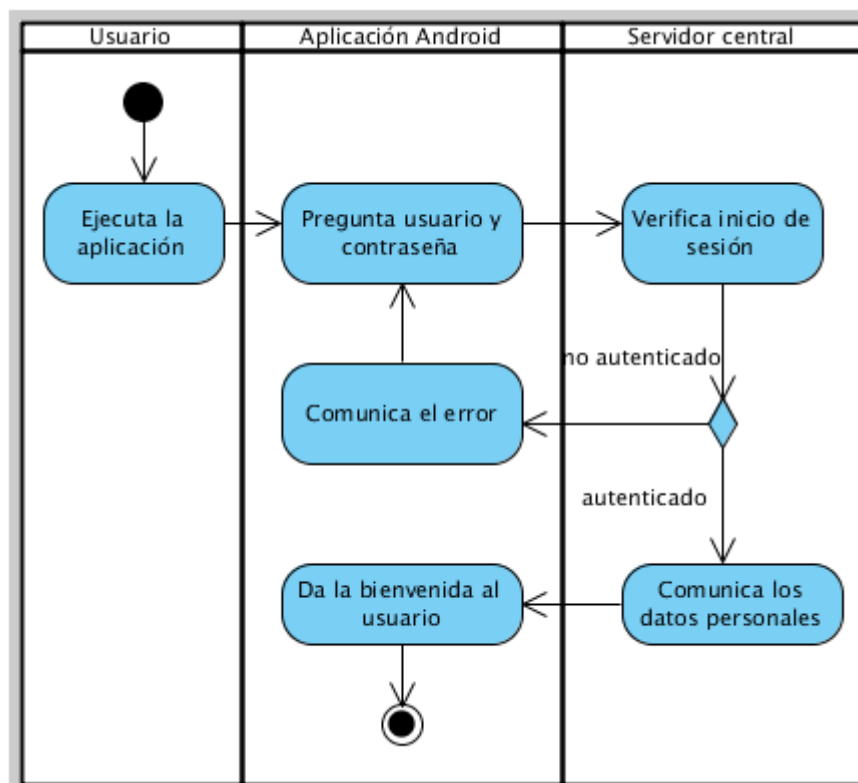 Usuario
Aplicación Android
Servidor central
Ejecuta la
aplicación
Pregunta usuario y
contraseña
Verifica inicio de
sesión
no autenticado
Comunica el error
autenticado
Da la bienvenida al
usuario
Comunica los
datos personales